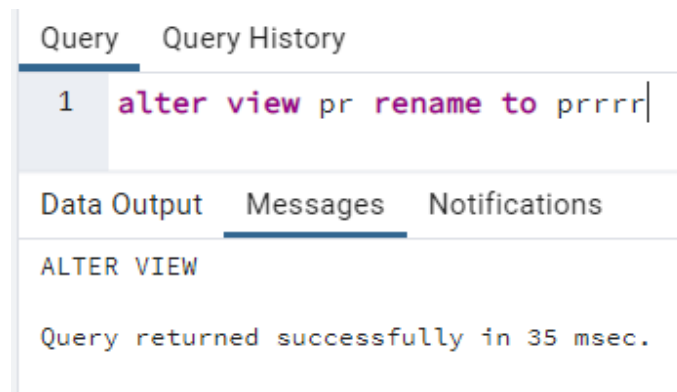 Query Query History
1 alter view pr rename to prrrr
Data Output Messages Notifications
ALTER VIEW
Query returned successfully in 35 msec.